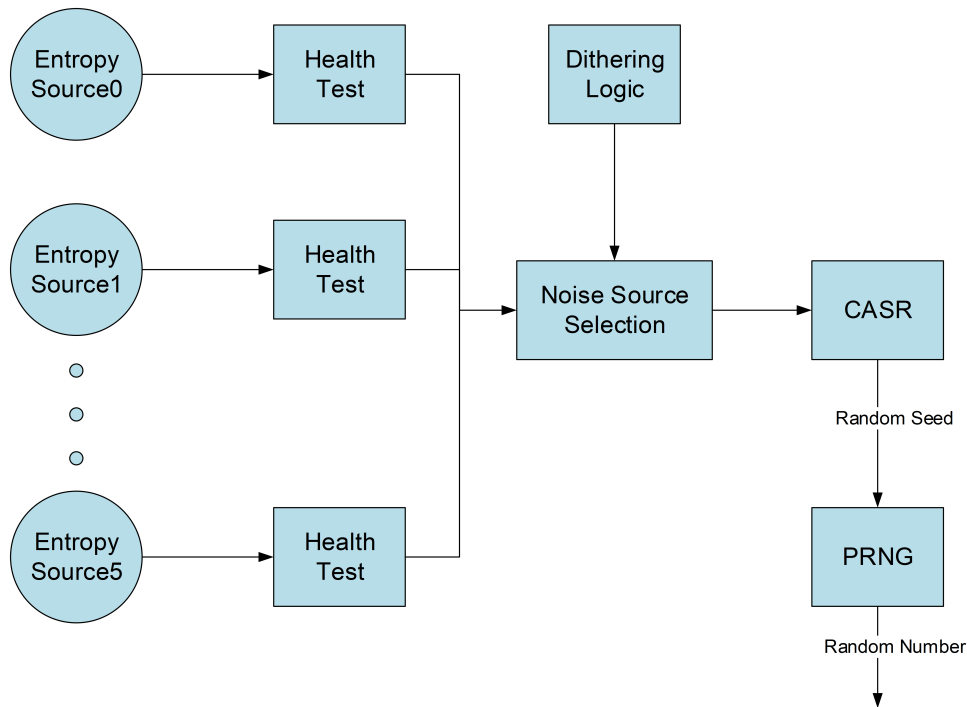 Entropy
Source0
Health
Test
Dithering
Logic
Entropy
Source1
Health
Test
Noise Source
Selection
CASR
Random Seed
Entropy
Source5
Health
Test
PRNG
Random Number